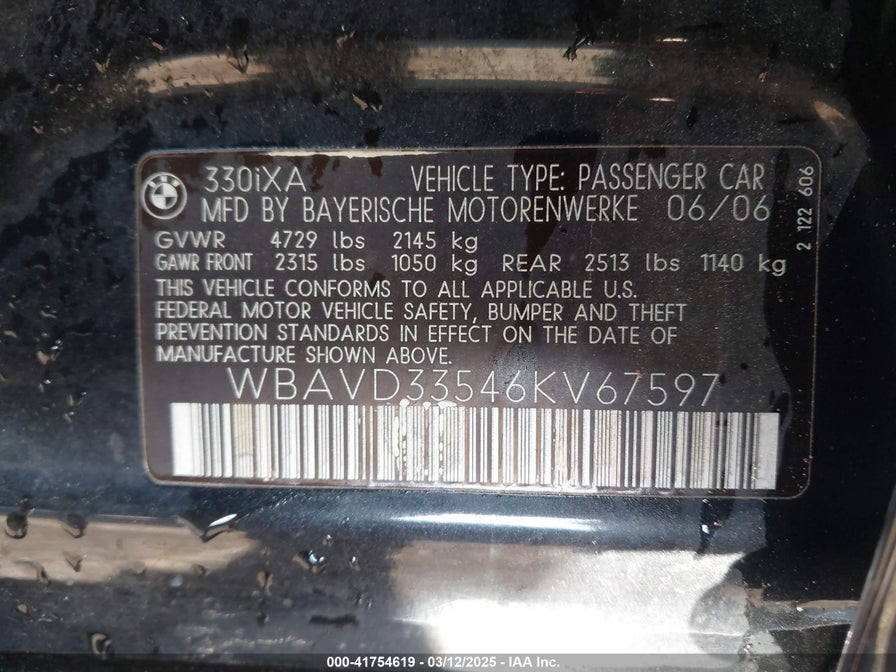 330iXA VEHICLE TYPE: PASSENGER CAR
MFD BY BAYERISCHE MOTORENWERKE 06/06
GVWR 4729 lbs 2145 kg
GAWR FRONT 2315 lbs 1050 kg REAR 2513 lbs 1140 kg
THIS VEHICLE CONFORMS TO ALL APPLICABLE U.S.
FEDERAL MOTOR VEHICLE SAFETY, BUMPER AND THEFT
PREVENTION STANDARDS IN EFFECT ON THE DATE OF
MANUFACTURE SHOWN ABOVE.
WBAVD33546KV67597
2 122 606
000-41754619 - 03/12/2025 - IAA Inc.